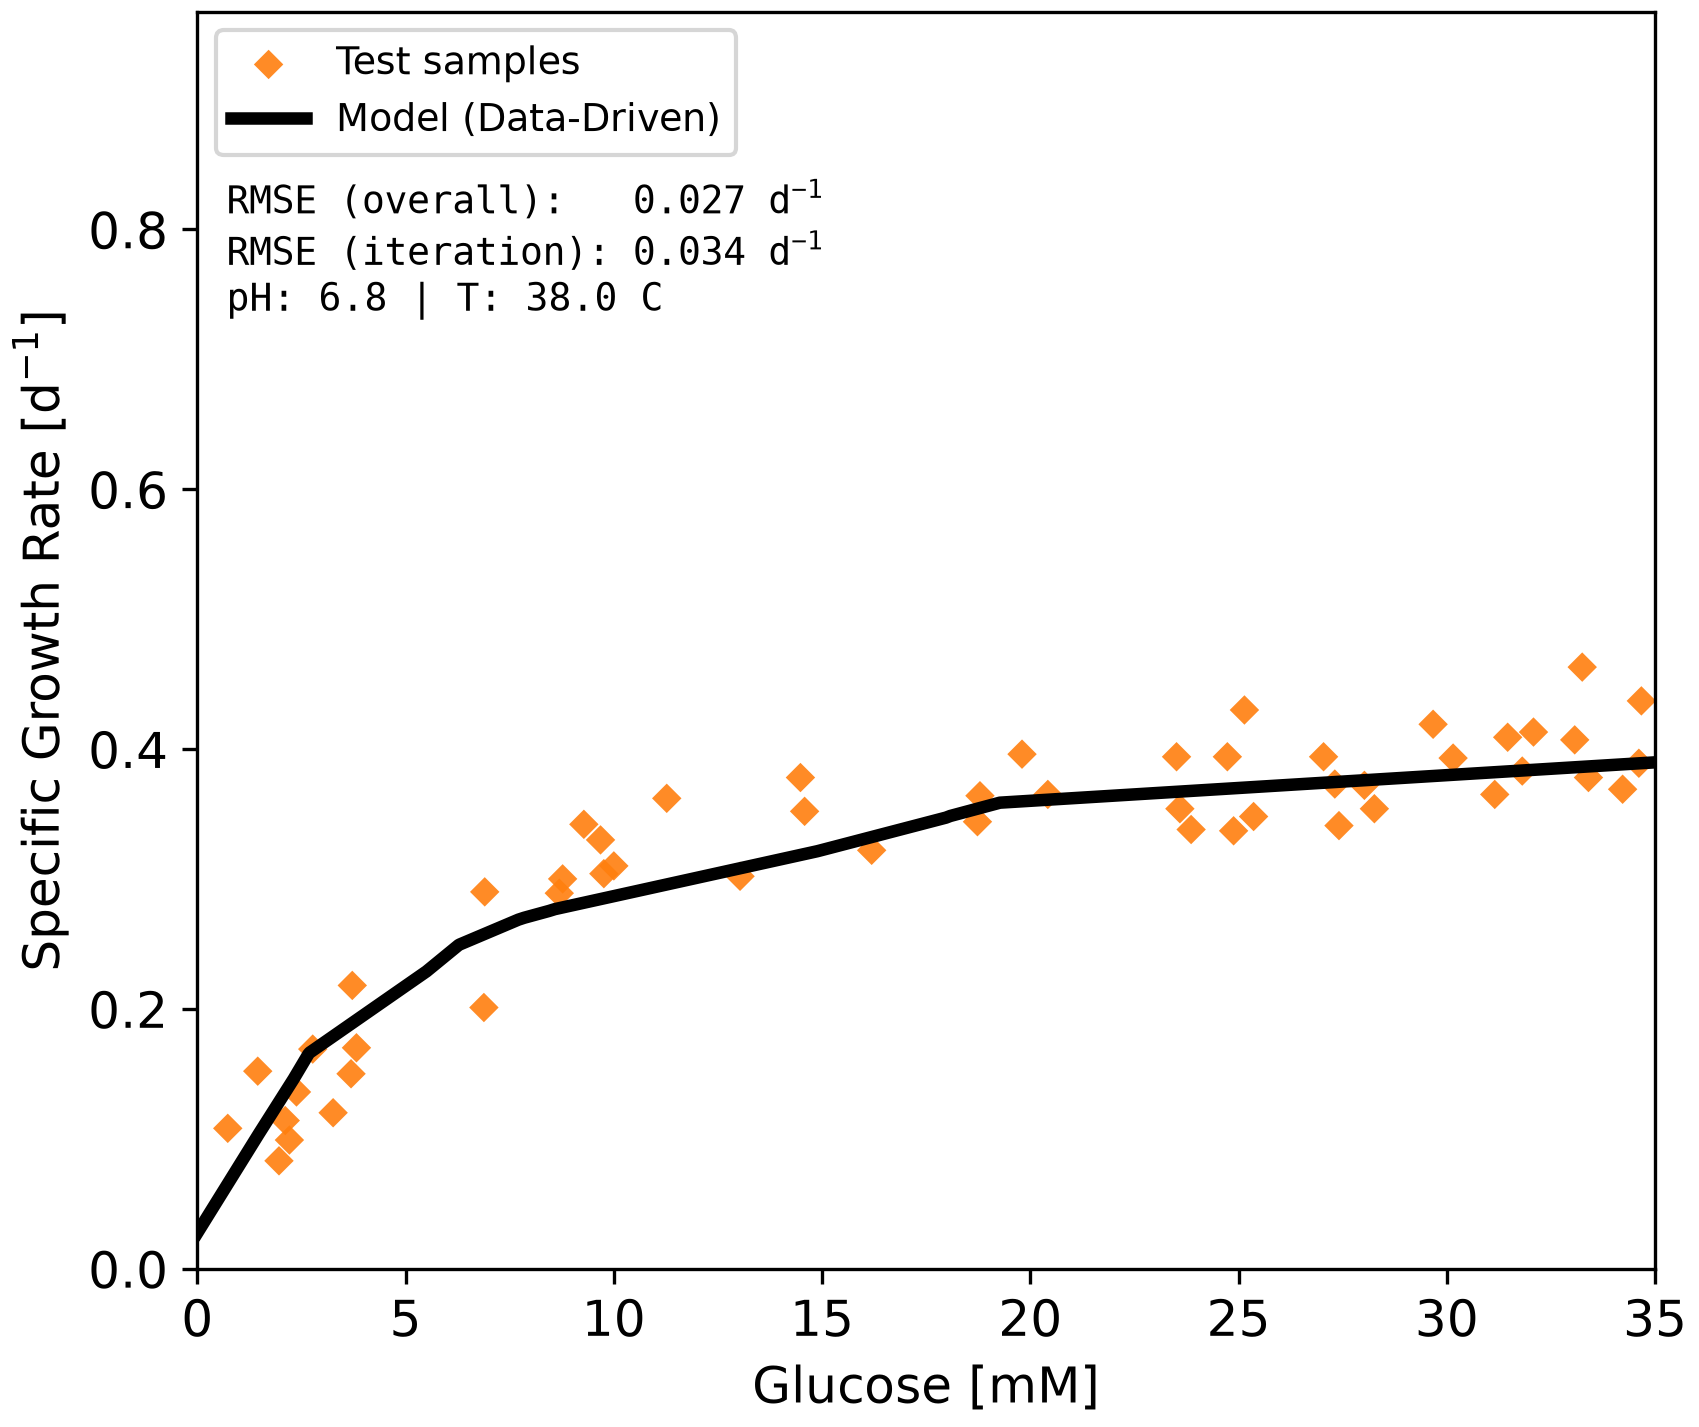 Test samples
Model (Data-Driven)
RMSE (overall): 0.027 d⁻¹
RMSE (iteration): 0.034 d⁻¹
pH: 6.8 | T: 38.0 C
Specific Growth Rate [d⁻¹]
0.8
0.6
0.4
0.2
0.0
0 5 10 15 20 25 30 35
Glucose [mM]